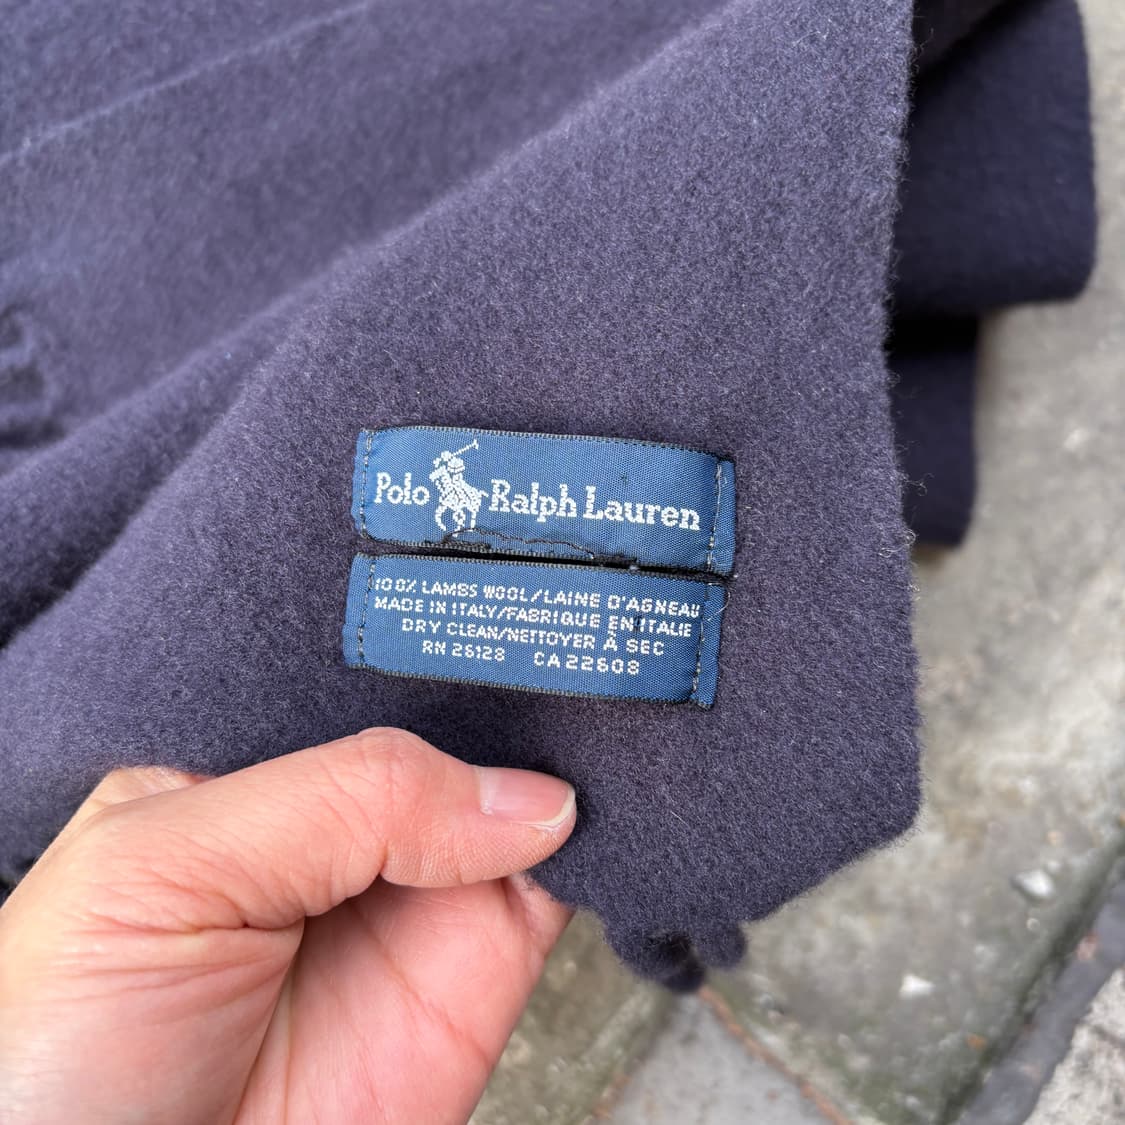 Polo Ralph Lauren
100% LAMBS WOOL/LAINE D'AGNEAU
MADE IN ITALY/FABRIQUE EN ITALIE
DRY CLEAN/NETTOYER À SEC
RN 26128 CA 22608